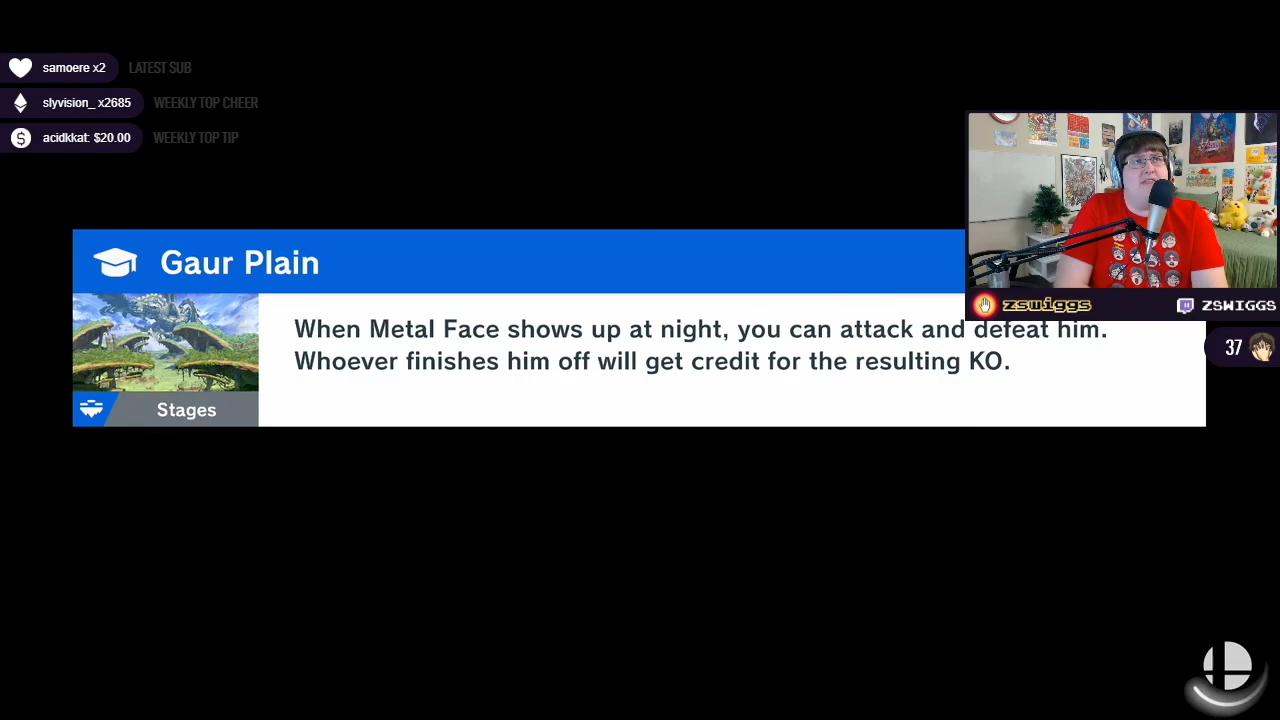 samoere x2 LATEST SUB
slyvision_ x2685 WEEKLY TOP CHEER
acidkkat: $20.00 WEEKLY TOP TIP
Gaur Plain
When Metal Face shows up at night, you can attack and defeat him.
Whoever finishes him off will get credit for the resulting KO.
Stages
zswiggs ZSWIGGS
37